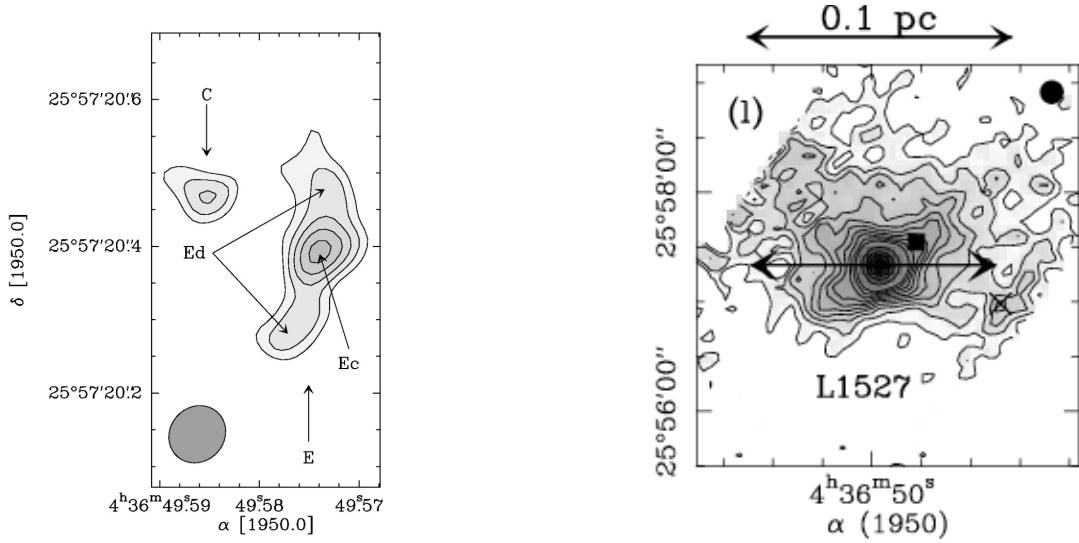 C
25°57'20".6
25°57'20".4
25°57'20".2
Ed
Ec
E
δ [1950.0]
4h36m49s.59
49s.58
49s.57
α [1950.0]
0.1 pc
(l)
25°58'00"
25°56'00"
L1527
4h36m50s
α (1950)